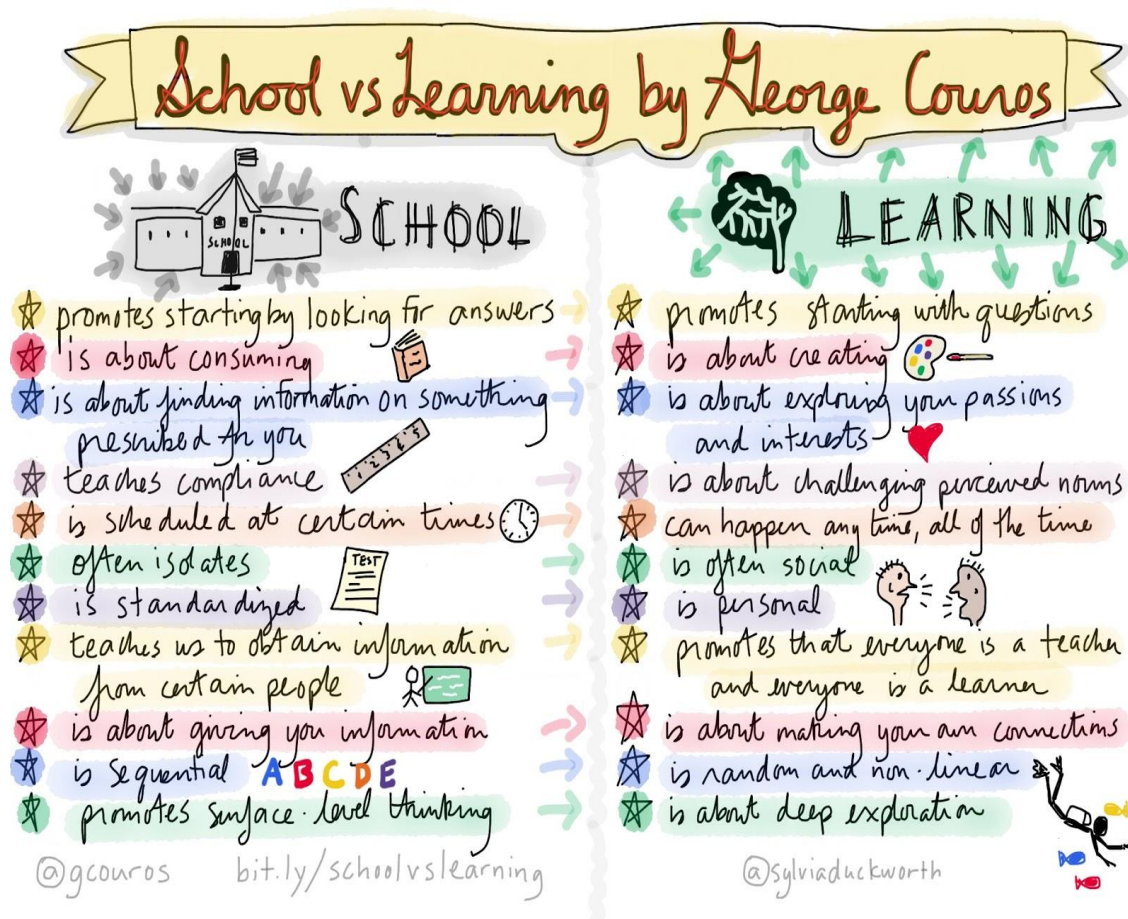 School vs Learning by George Couros
SCHOOL
SCHOOL
promotes starting by looking for answers
is about consuming
is about finding information on something
prescribed for you
1 2 3 4 5
teaches compliance
is scheduled at certain times
often isolates
TEST
is standardized
teaches us to obtain information
from certain people
is about giving you information
is sequential A B C D E
promotes surface-level thinking
@gcouros bit.ly/schoolvslearning
LEARNING
promotes starting with questions
is about creating
is about exploring your passions
and interests
is about challenging perceived norms
can happen any time, all of the time
is often social
is personal
promotes that everyone is a teacher
and everyone is a learner
is about making your own connections
is random and non-linear
is about deep exploration
@sylviaduckworth